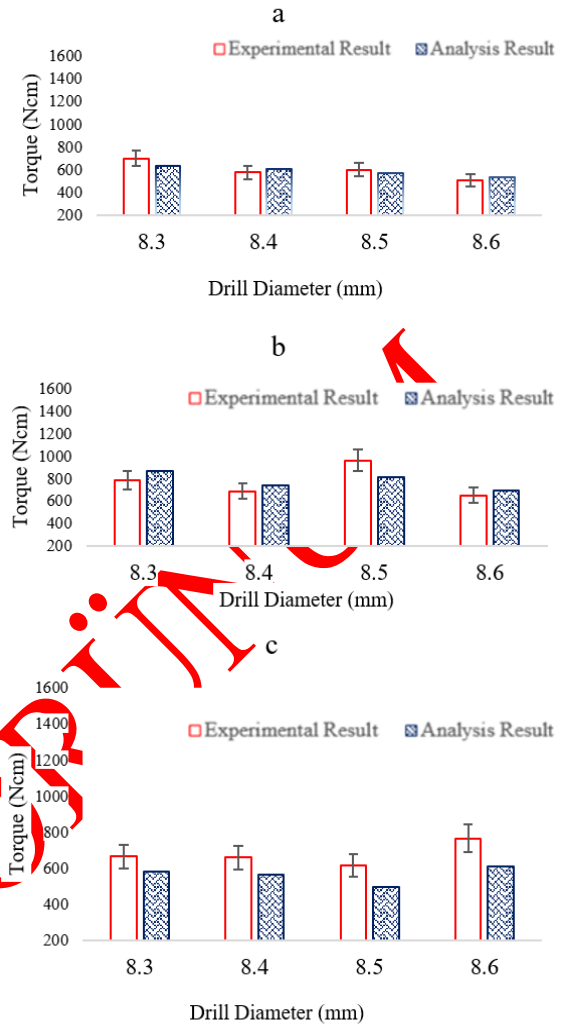 a
Experimental Result Analysis Result
Torque (Ncm)
1600
1400
1200
1000
800
600
400
200
8.3 8.4 8.5 8.6
Drill Diameter (mm)
b
Experimental Result Analysis Result
Torque (Ncm)
1600
1400
1200
1000
800
600
400
200
8.3 8.4 8.5 8.6
Drill Diameter (mm)
c
Experimental Result Analysis Result
Torque (Ncm)
1600
1400
1200
1000
800
600
400
200
8.3 8.4 8.5 8.6
Drill Diameter (mm)